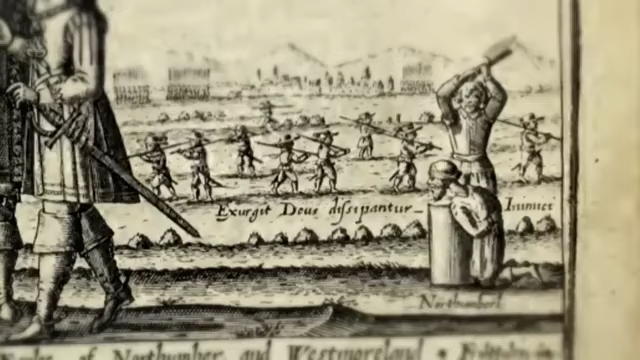 Exurgit Deus dissipantur Inimici
Northumberl
of Northumber and Westmoreland